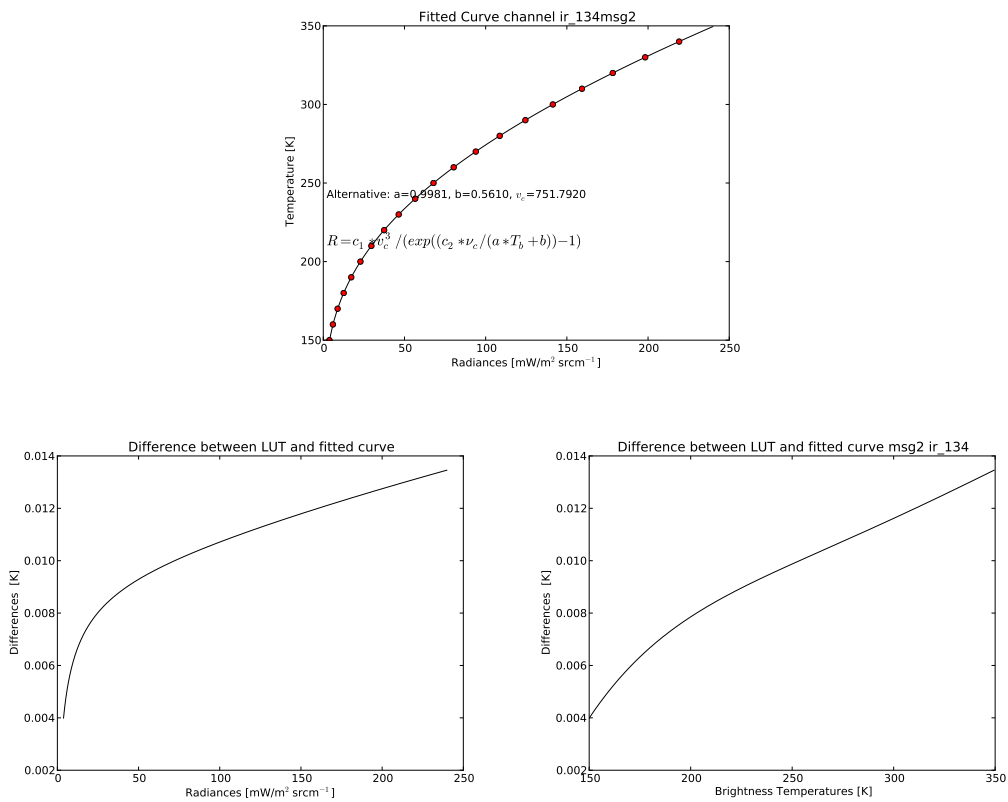 Fitted Curve channel ir_134msg2
350
300
250
200
150
Temperature [K]
Alternative: a=0.9981, b=0.5610, v_c=751.7920
R=c_1*v_c^3/(exp((c_2*ν_c/(a*T_b+b))−1)
0 50 100 150 200 250
Radiances [mW/m² srcm⁻¹]
Difference between LUT and fitted curve
0.014
0.012
0.010
0.008
0.006
0.004
0.002
Differences [K]
0 50 100 150 200 250
Radiances [mW/m² srcm⁻¹]
Difference between LUT and fitted curve msg2 ir_134
0.014
0.012
0.010
0.008
0.006
0.004
0.002
Differences [K]
150 200 250 300 350
Brightness Temperatures [K]